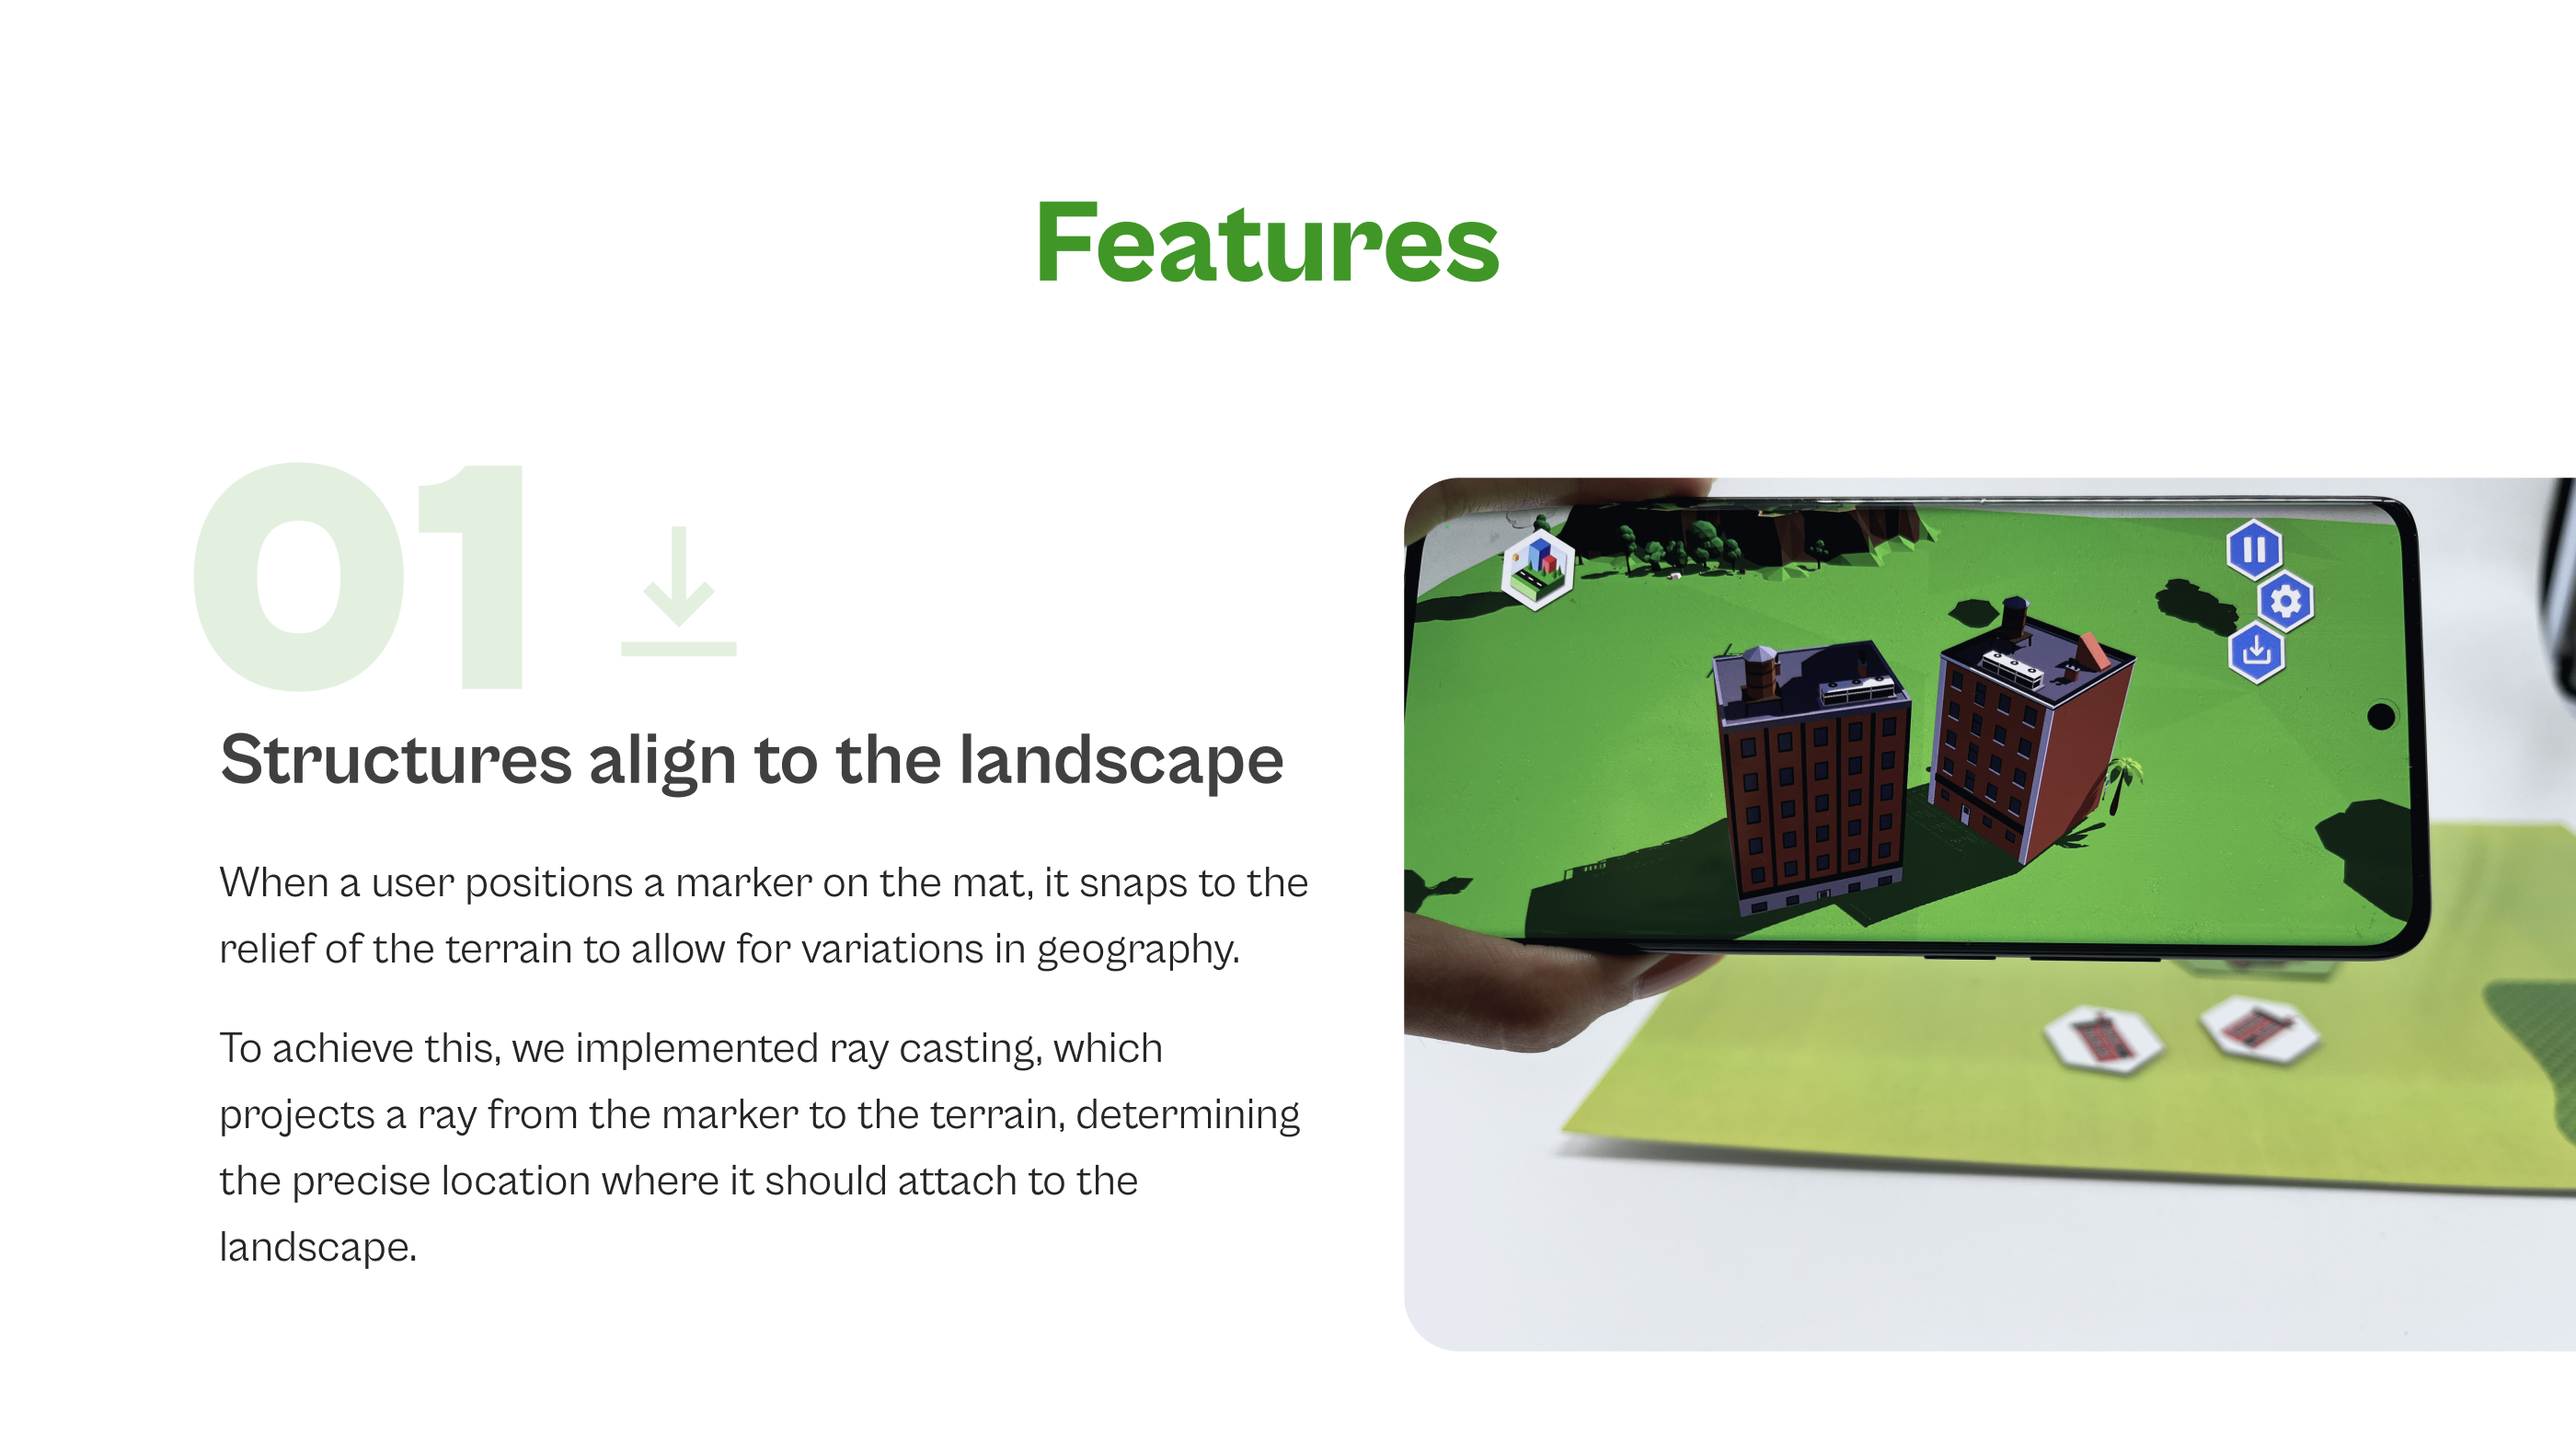 Features
01
Structures align to the landscape
When a user positions a marker on the mat, it snaps to the
relief of the terrain to allow for variations in geography.
To achieve this, we implemented ray casting, which
projects a ray from the marker to the terrain, determining
the precise location where it should attach to the
landscape.